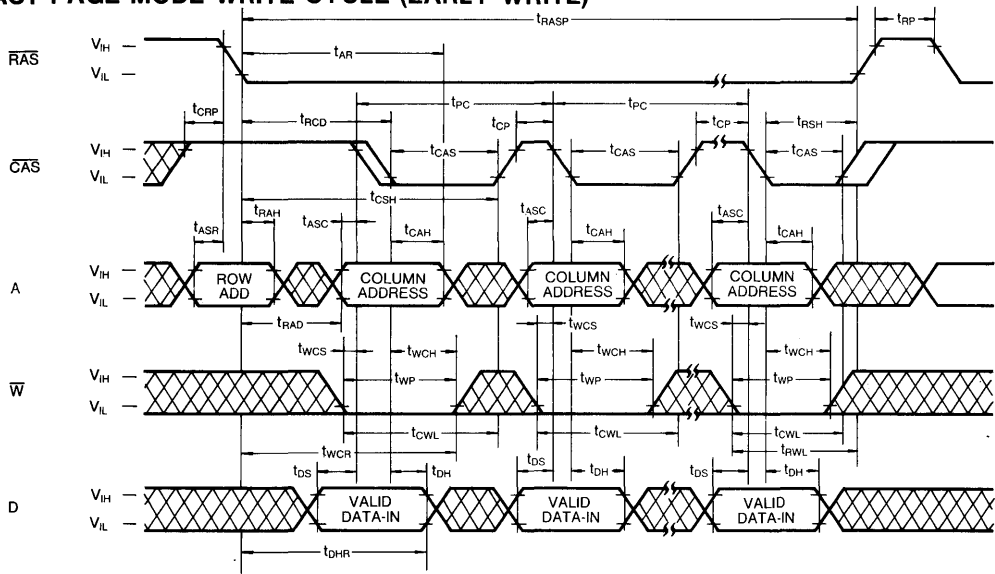 FAST PAGE MODE WRITE CYCLE (EARLY WRITE)
tRASP
tRP
RAS
VIH
VIL
tAR
tPC
tPC
tCRP
tRCD
tCP
tCP
tRSH
CAS
VIH
VIL
tCAS
tCAS
tCAS
tCSH
tRAH
tASC
tASC
tASC
tASR
tCAH
tCAH
tCAH
A
VIH
VIL
ROW ADD
COLUMN ADDRESS
COLUMN ADDRESS
COLUMN ADDRESS
tRAD
tWCS
tWCS
tWCS
tWCH
tWCH
tWCH
W
VIH
VIL
tWP
tWP
tWP
tCWL
tCWL
tCWL
tWCR
tRWL
tDS
tDH
tDS
tDH
tDS
tDH
D
VIH
VIL
VALID DATA-IN
VALID DATA-IN
VALID DATA-IN
tDHR